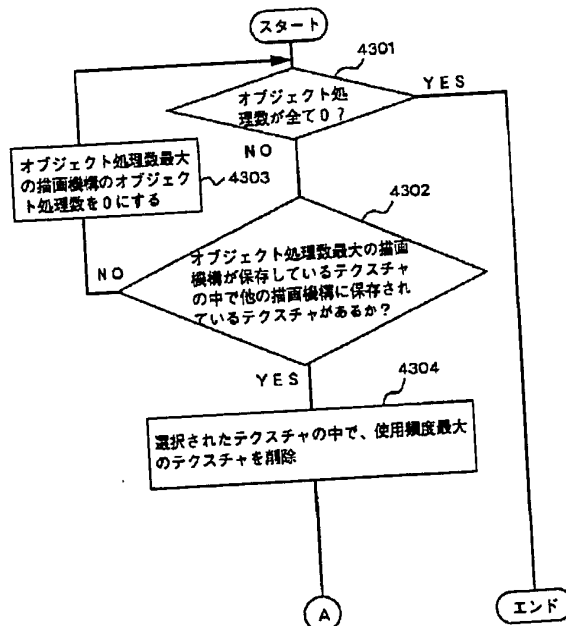 スタート
4301
オブジェクト処
理数が全て0?
YES
NO
オブジェクト処理数最大
の描画機構のオブジェク
ト処理数を0にする
4303
4302
オブジェクト処理数最大の描画
機構が保存しているテクスチャ
の中で他の描画機構に保存され
ているテクスチャがあるか?
NO
YES
4304
選択されたテクスチャの中で、使用頻度最大
のテクスチャを削除
A
エンド